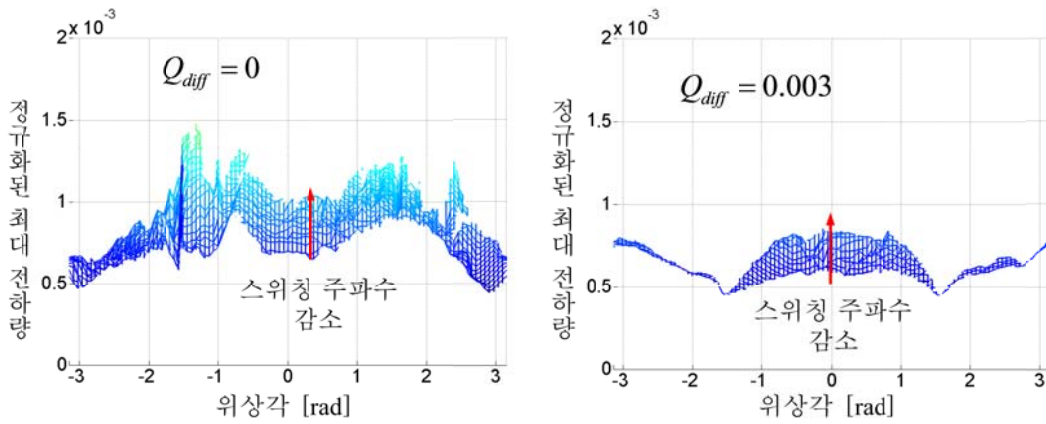 2 × 10⁻³
Q_diff = 0
1.5
1
0.5
0
정규화된 최대 전하량
스위칭 주파수
감소
-3 -2 -1 0 1 2 3
위상각 [rad]
2 × 10⁻³
Q_diff = 0.003
1.5
1
0.5
0
정규화된 최대 전하량
스위칭 주파수
감소
-3 -2 -1 0 1 2 3
위상각 [rad]